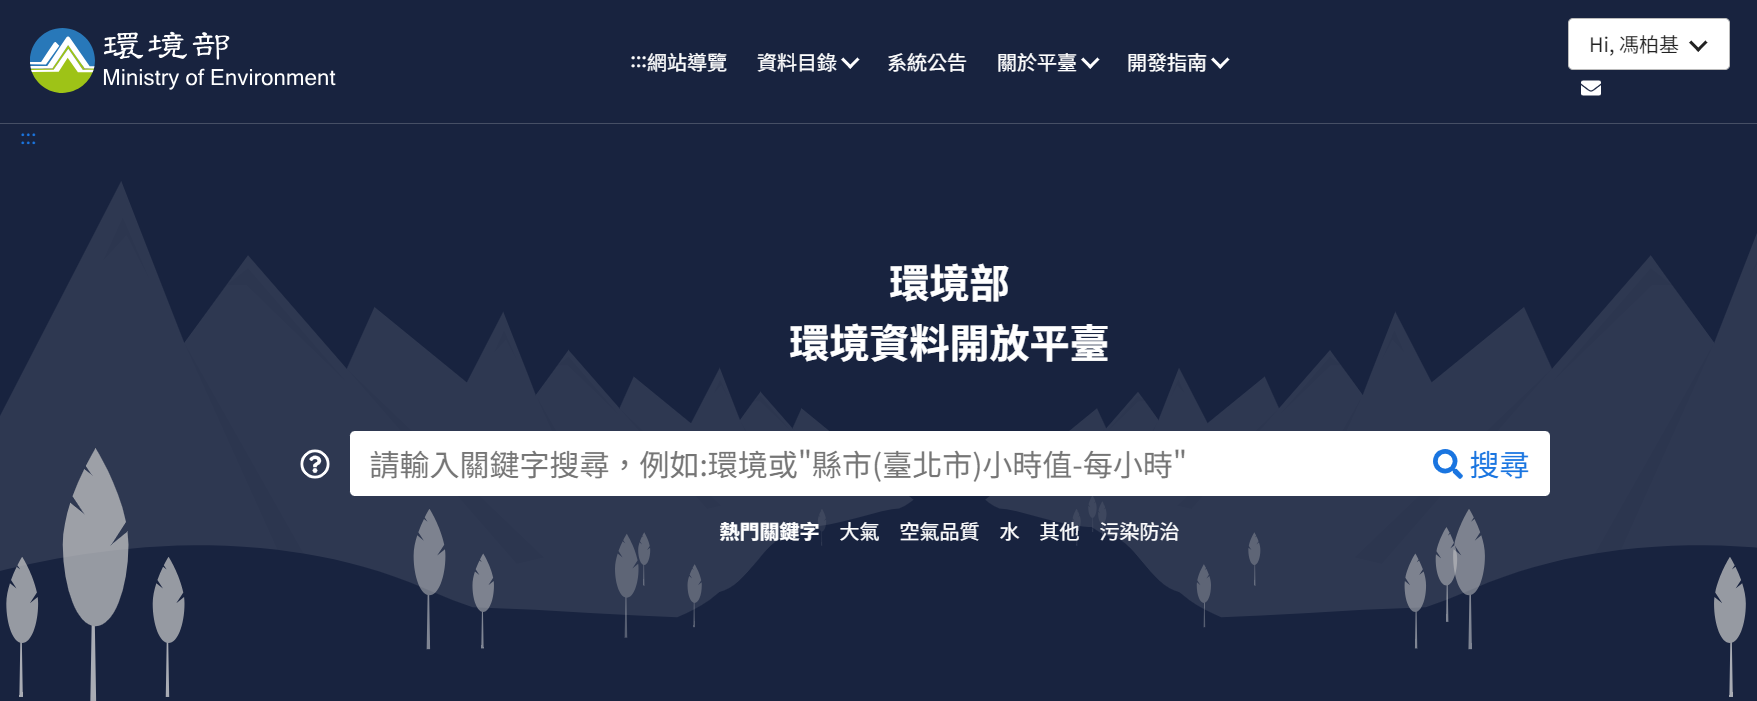 環境部
Ministry of Environment
:::網站導覽 資料目錄 系統公告 關於平臺 開發指南
Hi, 馮柏基
:::
環境部
環境資料開放平臺
請輸入關鍵字搜尋，例如:環境或"縣市(臺北市)小時值-每小時"
搜尋
熱門關鍵字 大氣 空氣品質 水 其他 污染防治